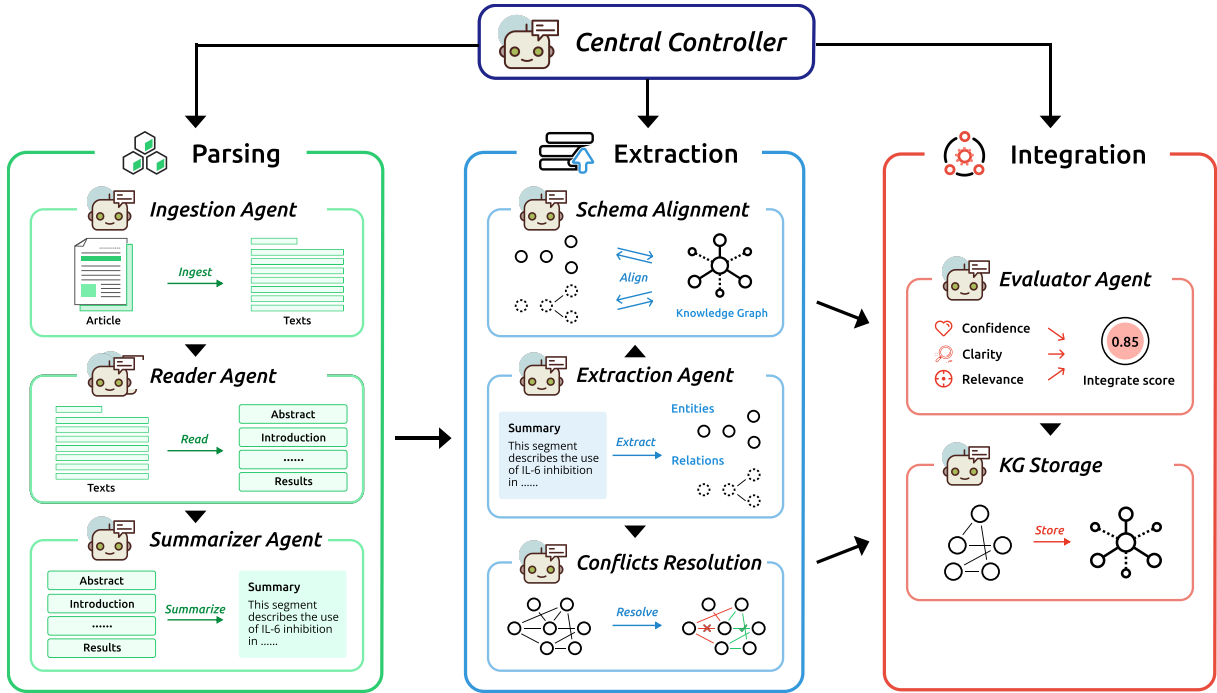 Central Controller
Parsing
Ingestion Agent
Ingest
Article
Texts
Reader Agent
Texts
Read
Abstract
Introduction
......
Results
Summarizer Agent
Abstract
Introduction
......
Results
Summarize
Summary
This segment
describes the use
of IL-6 inhibition
in ......
Extraction
Schema Alignment
Align
Knowledge Graph
Extraction Agent
Summary
This segment
describes the use
of IL-6 inhibition
in ......
Extract
Entities
Relations
Conflicts Resolution
Resolve
Integration
Evaluator Agent
Confidence
Clarity
Relevance
0.85
Integrate score
KG Storage
Store